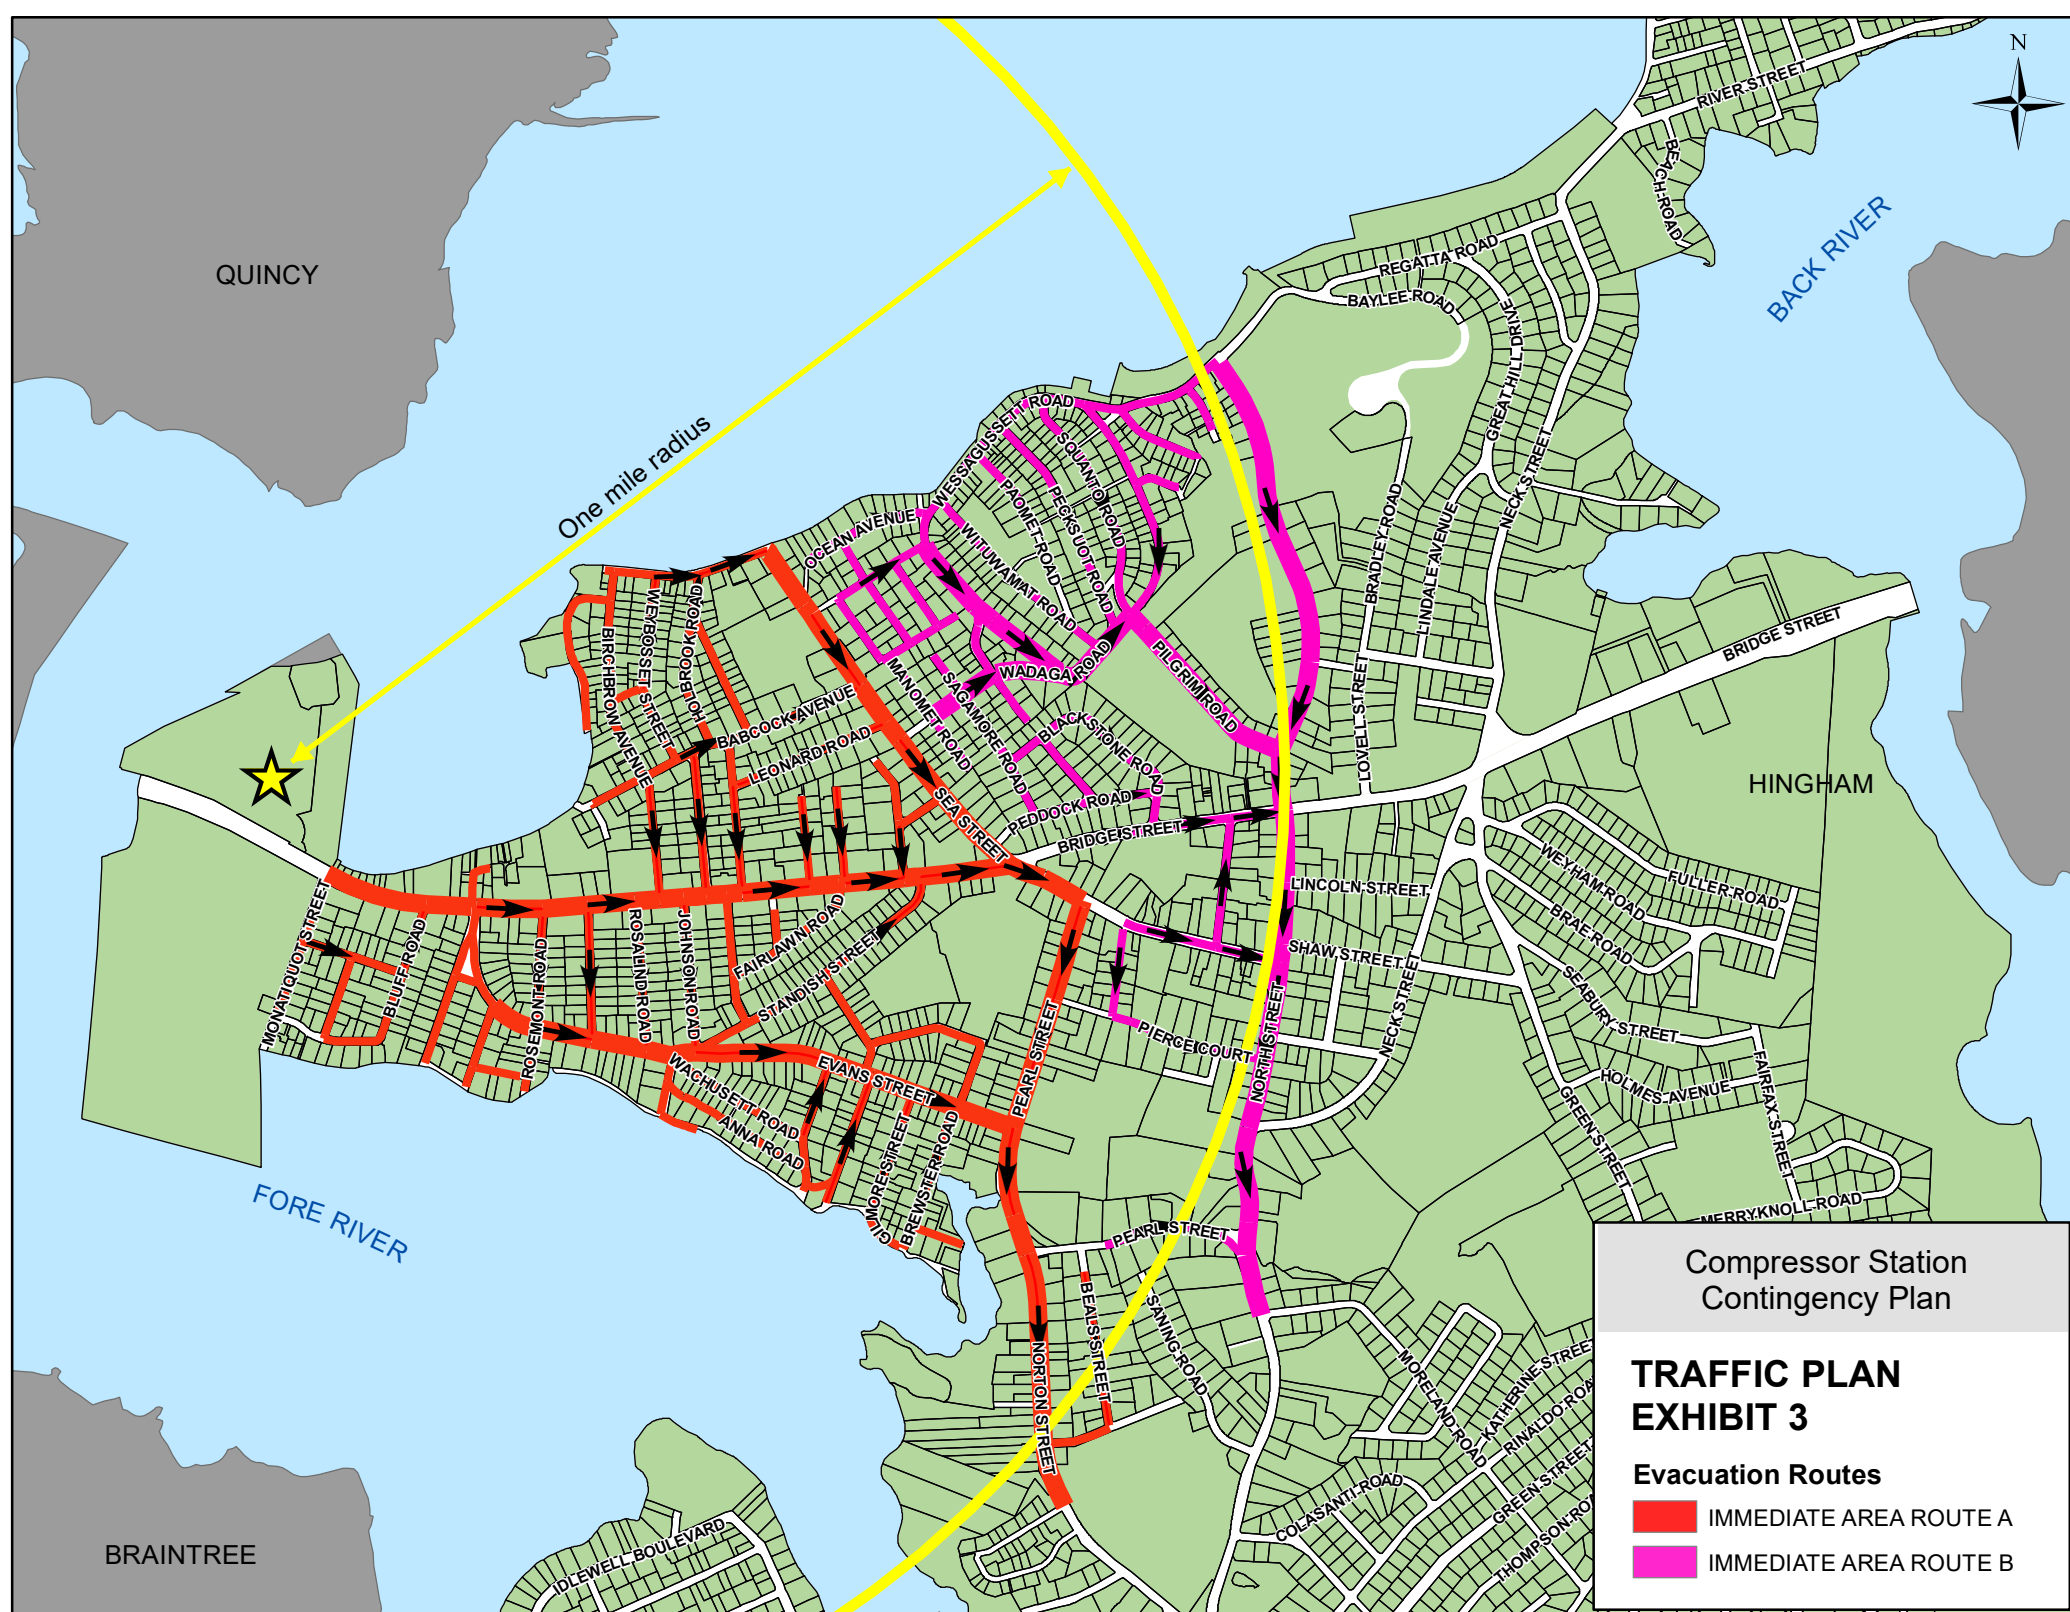 N
RIVER STREET
BEACH ROAD
BACK RIVER
QUINCY
REGATTA ROAD
BAYLEE ROAD
GREAT HILL DRIVE
NECK STREET
One mile radius
WESSAGUSSETT ROAD
SQUANTO ROAD
PECKSUOT ROAD
PAOMET ROAD
WITUWAMAT ROAD
OCEAN AVENUE
BRADLEY ROAD
LINDALE AVENUE
BRIDGE STREET
WEYBOSSET STREET
HOLBROOK ROAD
BIRCHBROW AVENUE
BABCOCK AVENUE
LEONARD ROAD
MANOMET ROAD
SAGAMORE ROAD
WADAGA ROAD
PILGRIM ROAD
BLACKSTONE ROAD
LOVELL STREET
HINGHAM
SEA STREET
PEDDOCK ROAD
BRIDGE STREET
LINCOLN STREET
WEYHAM ROAD
FULLER ROAD
BRAE ROAD
MONATIQUOT STREET
BLUFF ROAD
ROSEMONT ROAD
ROSALIND ROAD
JOHNSON ROAD
FAIRLAWN ROAD
STANDISH STREET
SHAW STREET
NECK STREET
SEABURY STREET
PEARL STREET
PIERCE COURT
NORTH STREET
HOLMES AVENUE
FAIRFAX STREET
GREEN STREET
EVANS STREET
WACHUSETT ROAD
ANNA ROAD
GILMORE STREET
BREWSTER ROAD
MERRYKNOLL ROAD
FORE RIVER
PEARL STREET
BEALS STREET
SANING ROAD
NORTON STREET
MORELAND ROAD
KATHERINE STREE
RINALDO ROA
GREEN STREET
THOMPSON ROA
COLASANTI ROAD
IDLEWELL BOULEVARD
BRAINTREE
Compressor Station
Contingency Plan
TRAFFIC PLAN
EXHIBIT 3
Evacuation Routes
IMMEDIATE AREA ROUTE A
IMMEDIATE AREA ROUTE B